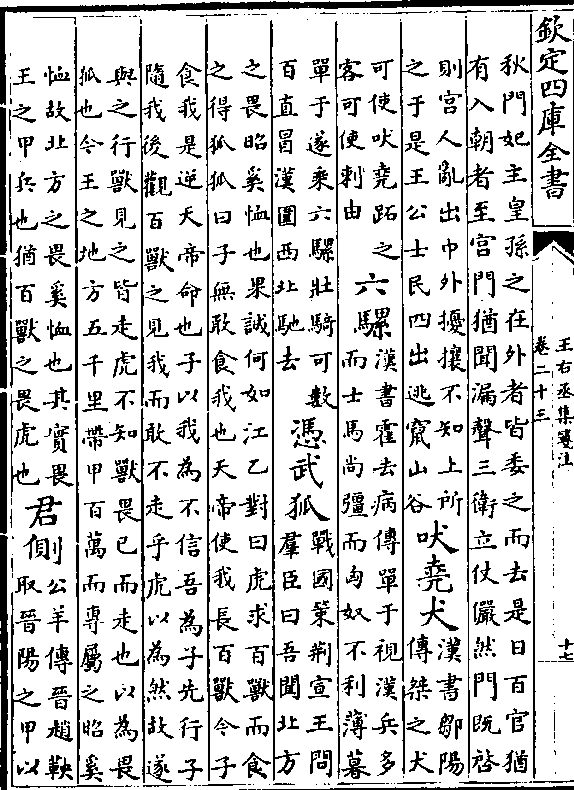 欽定四庫全書
王右丞集箋注
卷二十三
十七
秋門妃主皇孫之在外者皆委之而去是日百官猶
有入朝者至宮門猶聞漏聲三衛立仗儼然門既啓
則宮人亂出中外擾攘不知上所
之于是王公士民四出逃竄山谷
吠堯犬
漢書鄒陽
傳桀之犬
可使吠堯跖之
客可使刺由
六騾
漢書霍去病傳單于視漢兵多
而士馬尚彊而匈奴不利薄暮
單于遂乘六騾壯騎可數
百直冒漢圍西北馳去
憑武狐
戰國策荊宣王問
羣臣曰吾聞北方
之畏昭奚恤也果誠何如江乙對曰虎求百獸而食
之得狐狐曰子無敢食我也天帝使我長百獸令子
食我是逆天帝命也子以我為不信吾為子先行子
隨我後觀百獸之見我而敢不走乎虎以為然故遂
與之行獸見之皆走虎不知獸畏已而走也以為畏
狐也今王之地方五千里帶甲百萬而專屬之昭奚
恤故北方之畏奚恤也其實畏
王之甲兵也猶百獸之畏虎也
君側
公羊傳晉趙鞅
取晉陽之甲以